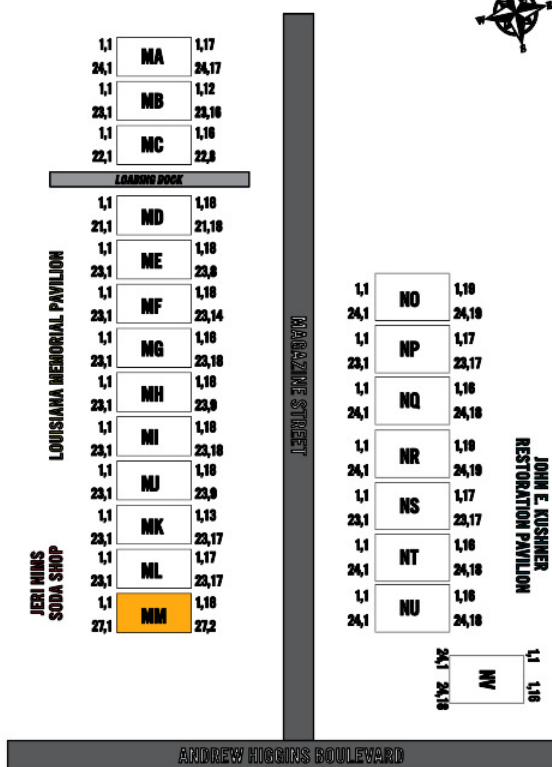 W
1,1 MA 1,17
24,1 24,17
1,1 MB 1,12
23,1 23,16
1,1 MC 1,16
22,1 22,8
LOADING DOCK
1,1 MD 1,18
21,1 21,18
1,1 ME 1,18
23,1 23,8
1,1 MF 1,18
23,1 23,14
1,1 MG 1,16
23,1 23,18
1,1 MH 1,18
23,1 23,9
1,1 MI 1,18
23,1 23,18
1,1 MJ 1,18
23,1 23,9
1,1 MK 1,13
23,1 23,17
1,1 ML 1,17
23,1 23,17
1,1 MM 1,18
27,1 27,2
LOUISIANA MEMORIAL PAVILION
JERI NIMS
SODA SHOP
MAGAZINE STREET
1,1 NO 1,19
24,1 24,19
1,1 NP 1,17
23,1 23,17
1,1 NQ 1,16
24,1 24,18
1,1 NR 1,19
24,1 24,19
1,1 NS 1,17
23,1 23,17
1,1 NT 1,16
24,1 24,18
1,1 NU 1,16
24,1 24,18
JOHN E. KUSHNER
RESTORATION PAVILION
1,1 NV 1,16
24,1 24,18
ANDREW HIGGINS BOULEVARD